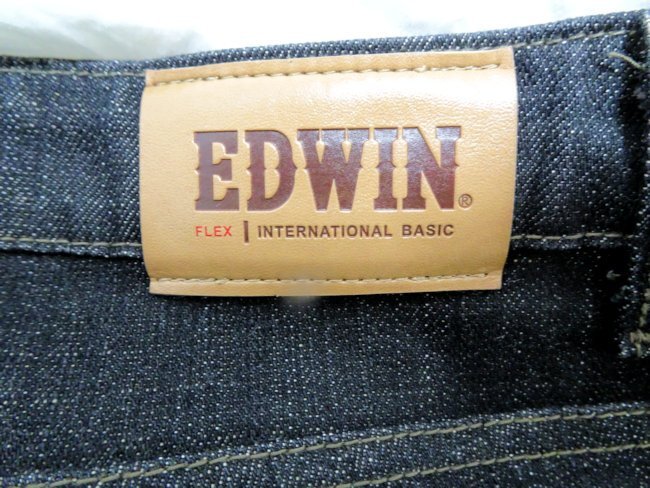 EDWIN®
FLEX | INTERNATIONAL BASIC